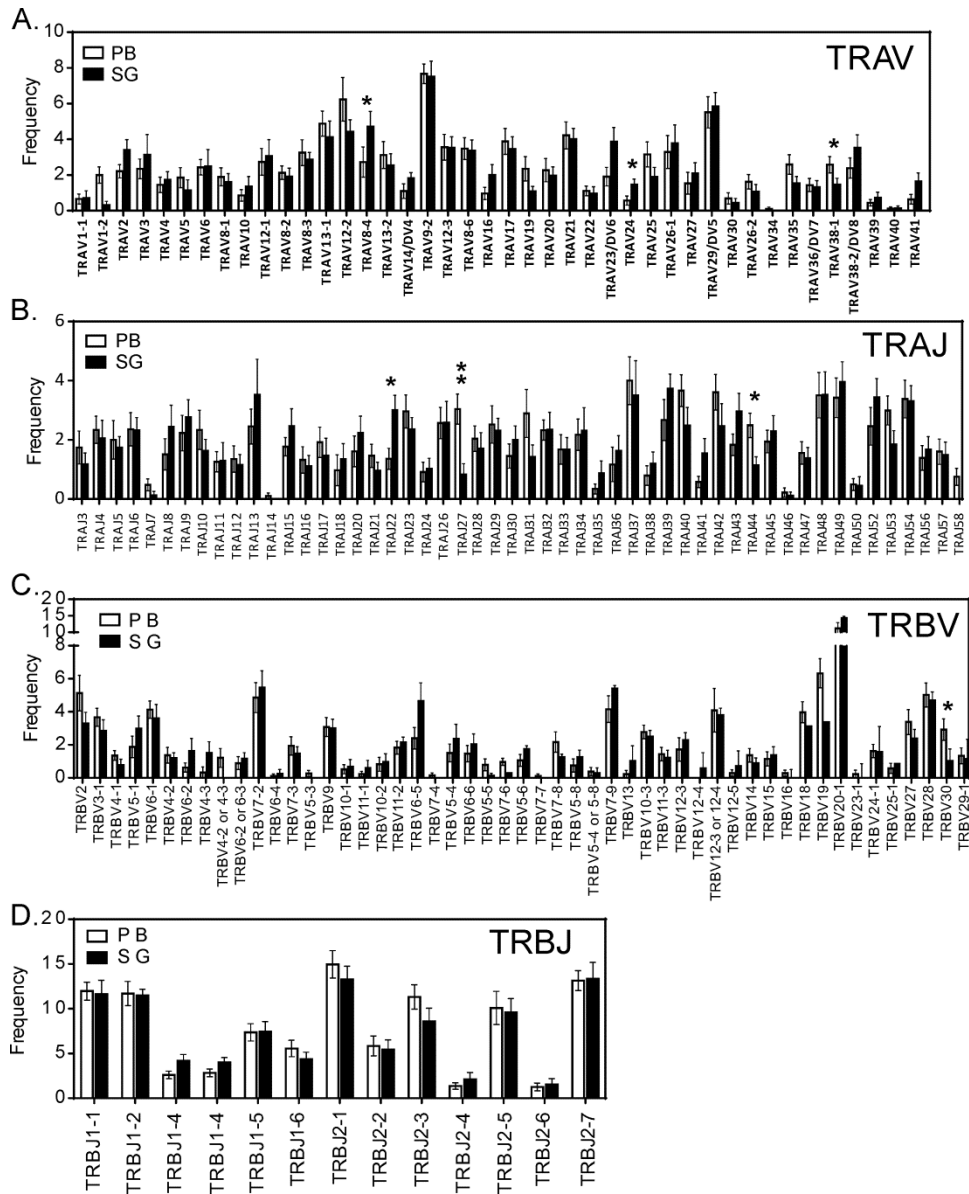 A.
10
8
6
4
2
0
Frequency
PB
SG
TRAV
*
*
*
TRAV1-1
TRAV1-2
TRAV2
TRAV3
TRAV4
TRAV5
TRAV6
TRAV8-1
TRAV10
TRAV12-1
TRAV8-2
TRAV8-3
TRAV13-1
TRAV12-2
TRAV8-4
TRAV13-2
TRAV14/DV4
TRAV9-2
TRAV12-3
TRAV8-6
TRAV16
TRAV17
TRAV19
TRAV20
TRAV21
TRAV22
TRAV23/DV6
TRAV24
TRAV25
TRAV26-1
TRAV27
TRAV29/DV5
TRAV30
TRAV26-2
TRAV34
TRAV35
TRAV36/DV7
TRAV38-1
TRAV38-2/DV8
TRAV39
TRAV40
TRAV41
B.
6
4
2
0
Frequency
PB
SG
TRAJ
*
*
*
*
TRAJ3
TRAJ4
TRAJ5
TRAJ6
TRAJ7
TRAJ8
TRAJ9
TRAJ10
TRAJ11
TRAJ12
TRAJ13
TRAJ14
TRAJ15
TRAJ16
TRAJ17
TRAJ18
TRAJ20
TRAJ21
TRAJ22
TRAJ23
TRAJ24
TRAJ26
TRAJ27
TRAJ28
TRAJ29
TRAJ30
TRAJ31
TRAJ32
TRAJ33
TRAJ34
TRAJ35
TRAJ36
TRAJ37
TRAJ38
TRAJ39
TRAJ40
TRAJ41
TRAJ42
TRAJ43
TRAJ44
TRAJ45
TRAJ46
TRAJ47
TRAJ48
TRAJ49
TRAJ50
TRAJ52
TRAJ53
TRAJ54
TRAJ56
TRAJ57
TRAJ58
C.
20
15
10
8
6
4
2
0
Frequency
P B
S G
TRBV
*
TRBV2
TRBV3-1
TRBV4-1
TRBV5-1
TRBV6-1
TRBV4-2
TRBV6-2
TRBV4-3
TRBV4-2 or 4-3
TRBV6-2 or 6-3
TRBV7-2
TRBV6-4
TRBV7-3
TRBV5-3
TRBV9
TRBV10-1
TRBV11-1
TRBV10-2
TRBV11-2
TRBV6-5
TRBV7-4
TRBV5-4
TRBV6-6
TRBV5-5
TRBV7-6
TRBV5-6
TRBV7-7
TRBV7-8
TRBV5-8
TRBV5-4 or 5-8
TRBV7-9
TRBV13
TRBV10-3
TRBV11-3
TRBV12-3
TRBV12-4
TRBV12-3 or 12-4
TRBV12-5
TRBV14
TRBV15
TRBV16
TRBV18
TRBV19
TRBV20-1
TRBV23-1
TRBV24-1
TRBV25-1
TRBV27
TRBV28
TRBV30
TRBV29-1
D.
20
15
10
5
0
Frequency
P B
S G
TRBJ
TRBJ1-1
TRBJ1-2
TRBJ1-4
TRBJ1-4
TRBJ1-5
TRBJ1-6
TRBJ2-1
TRBJ2-2
TRBJ2-3
TRBJ2-4
TRBJ2-5
TRBJ2-6
TRBJ2-7